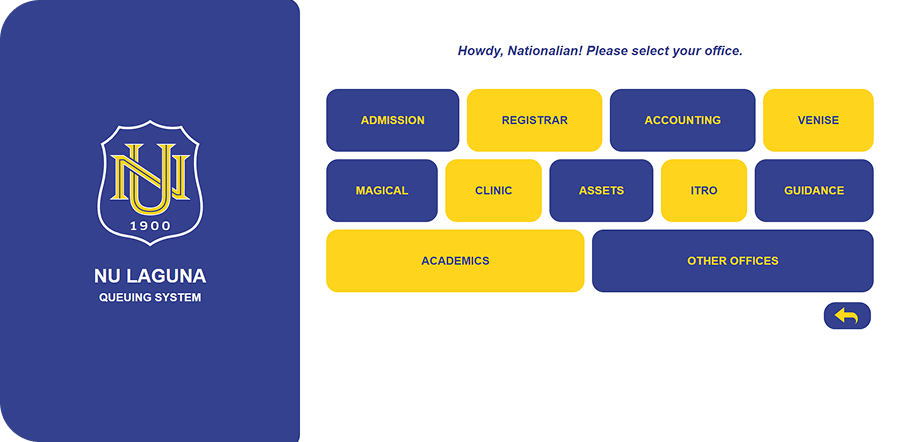 Howdy, Nationalian! Please select your office.
ADMISSION REGISTRAR ACCOUNTING VENISE
MAGICAL CLINIC ASSETS ITRO GUIDANCE
ACADEMICS OTHER OFFICES
NU
1900
NU LAGUNA
QUEUING SYSTEM